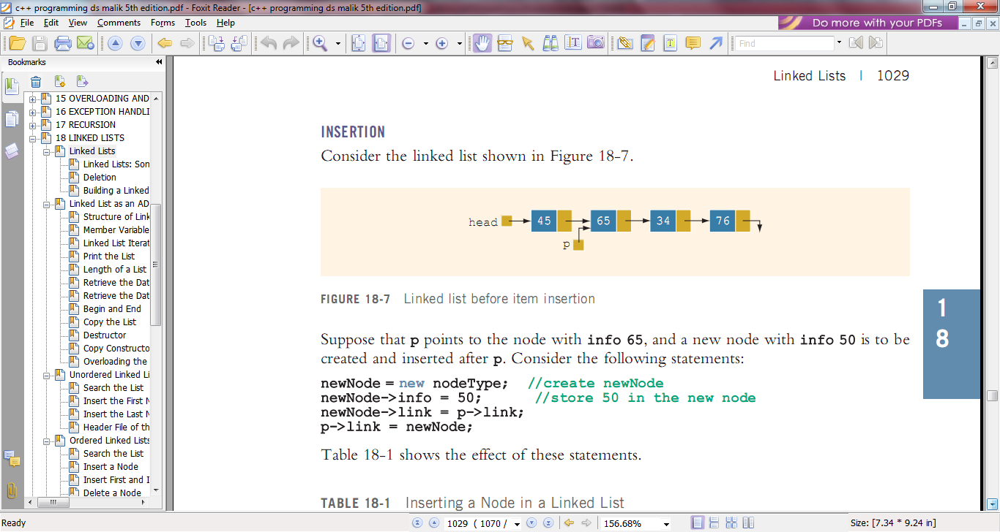 c++ programming ds malik 5th edition.pdf - Foxit Reader - [c++ programming ds malik 5th edition.pdf]
File Edit View Comments Forms Tools Help
Do more with your PDFs
Find
Bookmarks
15 OVERLOADING AND
16 EXCEPTION HANDLI
17 RECURSION
18 LINKED LISTS
Linked Lists
Linked Lists: Son
Deletion
Building a Linked
Linked List as an AD
Structure of Link
Member Variable
Linked List Iterat
Print the List
Length of a List
Retrieve the Dat
Retrieve the Dat
Begin and End
Copy the List
Destructor
Copy Constructo
Overloading the
Unordered Linked Li
Search the List
Insert the First N
Insert the Last N
Header File of th
Ordered Linked Lists
Search the List
Insert a Node
Insert First and I
Delete a Node
Linked Lists | 1029
INSERTION
Consider the linked list shown in Figure 18-7.
head 45 65 34 76
p
FIGURE 18-7 Linked list before item insertion
1
8
Suppose that p points to the node with info 65, and a new node with info 50 is to be
created and inserted after p. Consider the following statements:
newNode = new nodeType; //create newNode
newNode->info = 50; //store 50 in the new node
newNode->link = p->link;
p->link = newNode;
Table 18-1 shows the effect of these statements.
TABLE 18-1 Inserting a Node in a Linked List
Ready
1029 ( 1070 /
156.68%
Size: [7.34 * 9.24 in]